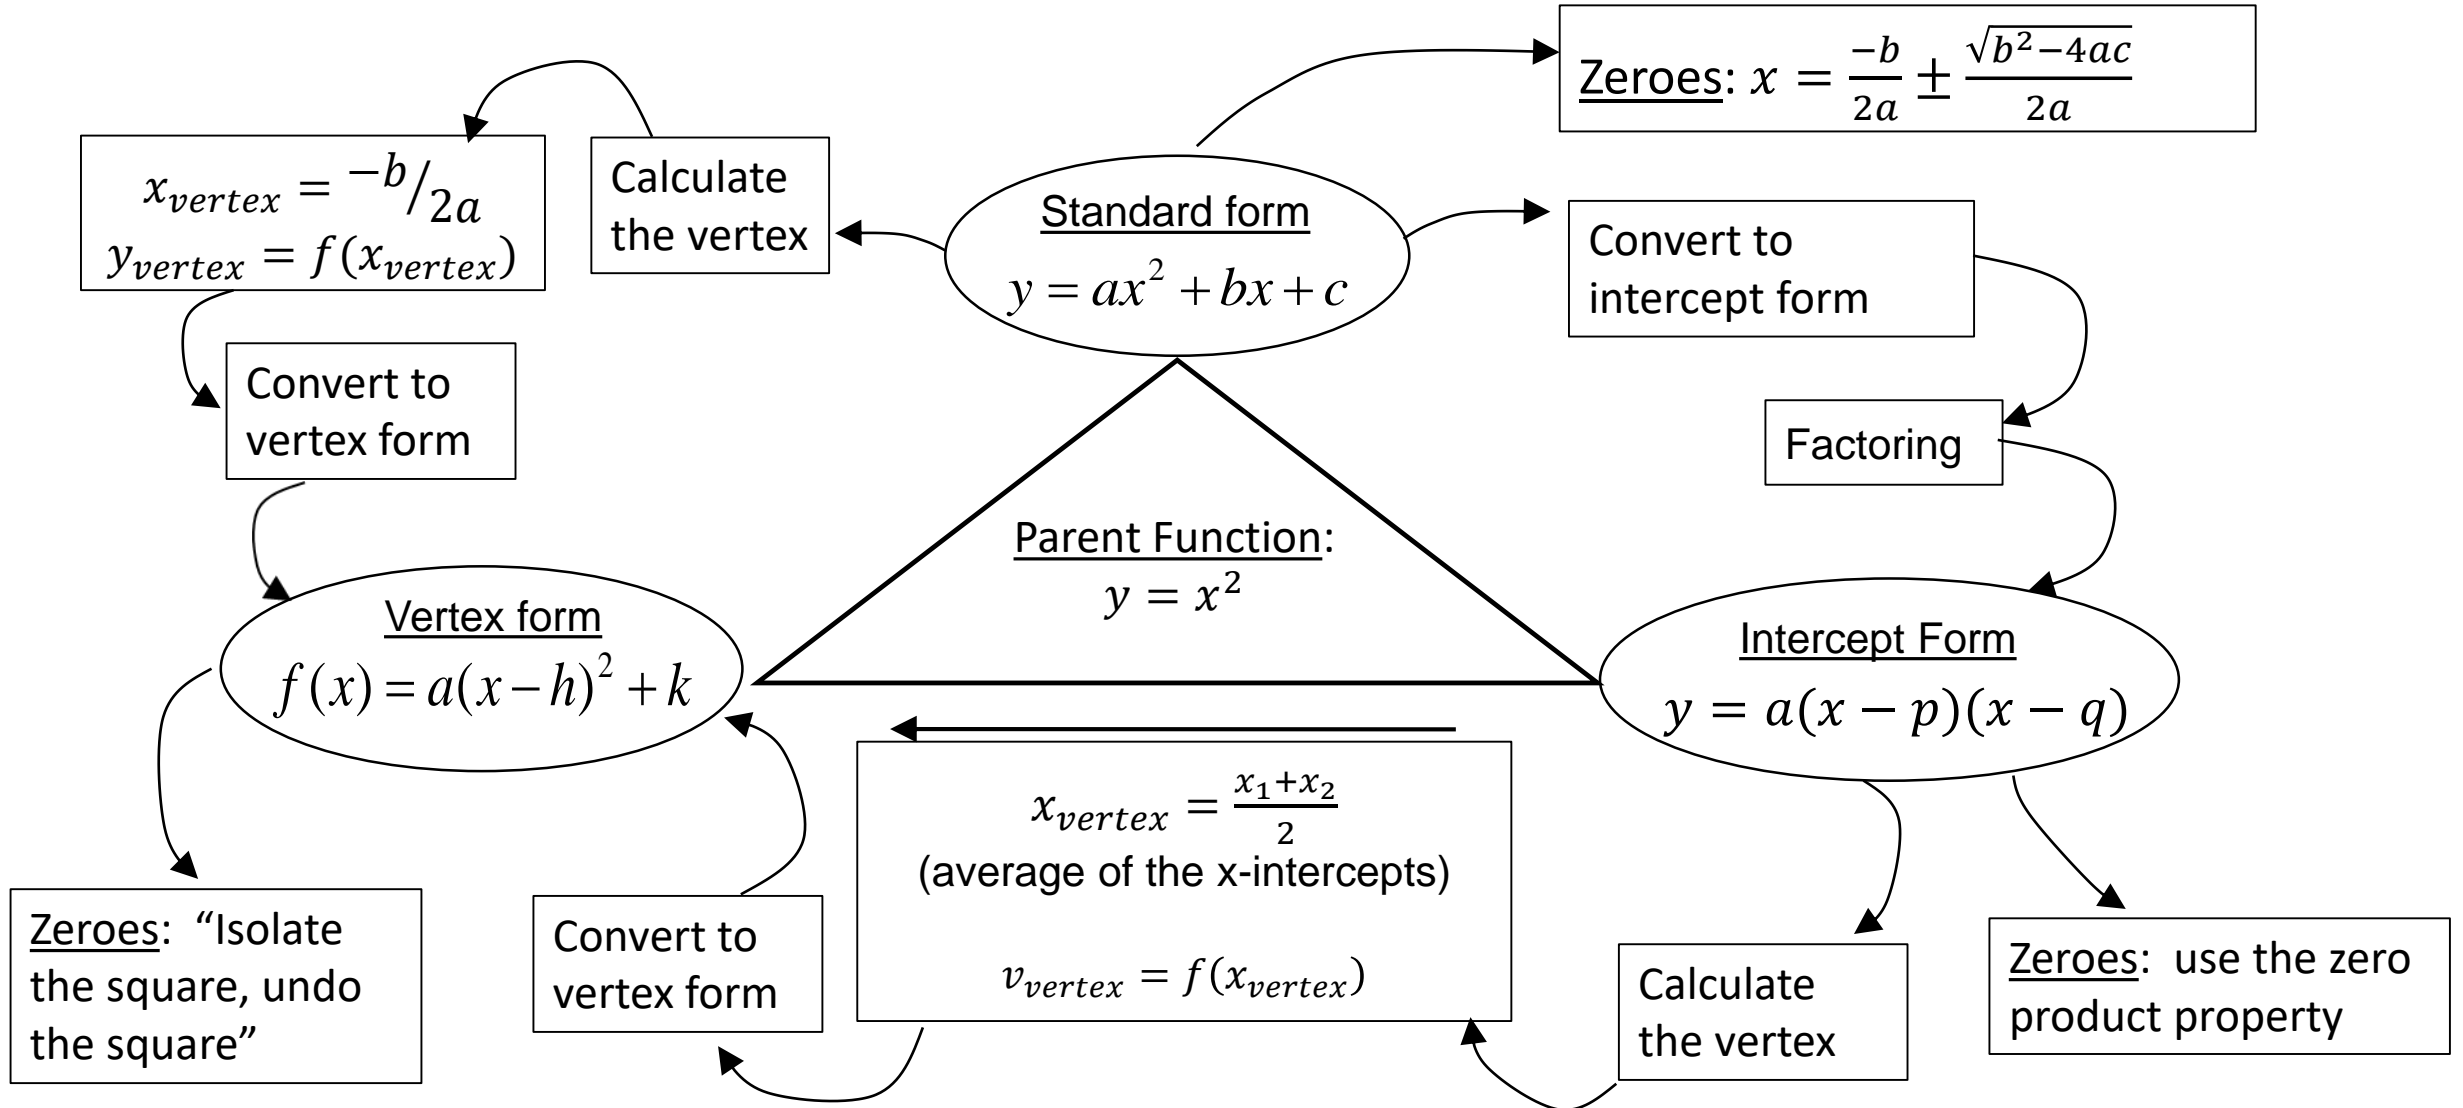 Zeroes: x = −b/2a ± √(b²−4ac)/2a
x_vertex = −b/2a
y_vertex = f(x_vertex)
Calculate
the vertex
Standard form
y = ax² + bx + c
Convert to
intercept form
Convert to
vertex form
Factoring
Parent Function:
y = x²
Vertex form
f(x) = a(x − h)² + k
Intercept Form
y = a(x − p)(x − q)
x_vertex = (x₁+x₂)/2
(average of the x-intercepts)
v_vertex = f(x_vertex)
Zeroes: “Isolate
the square, undo
the square”
Convert to
vertex form
Calculate
the vertex
Zeroes: use the zero
product property